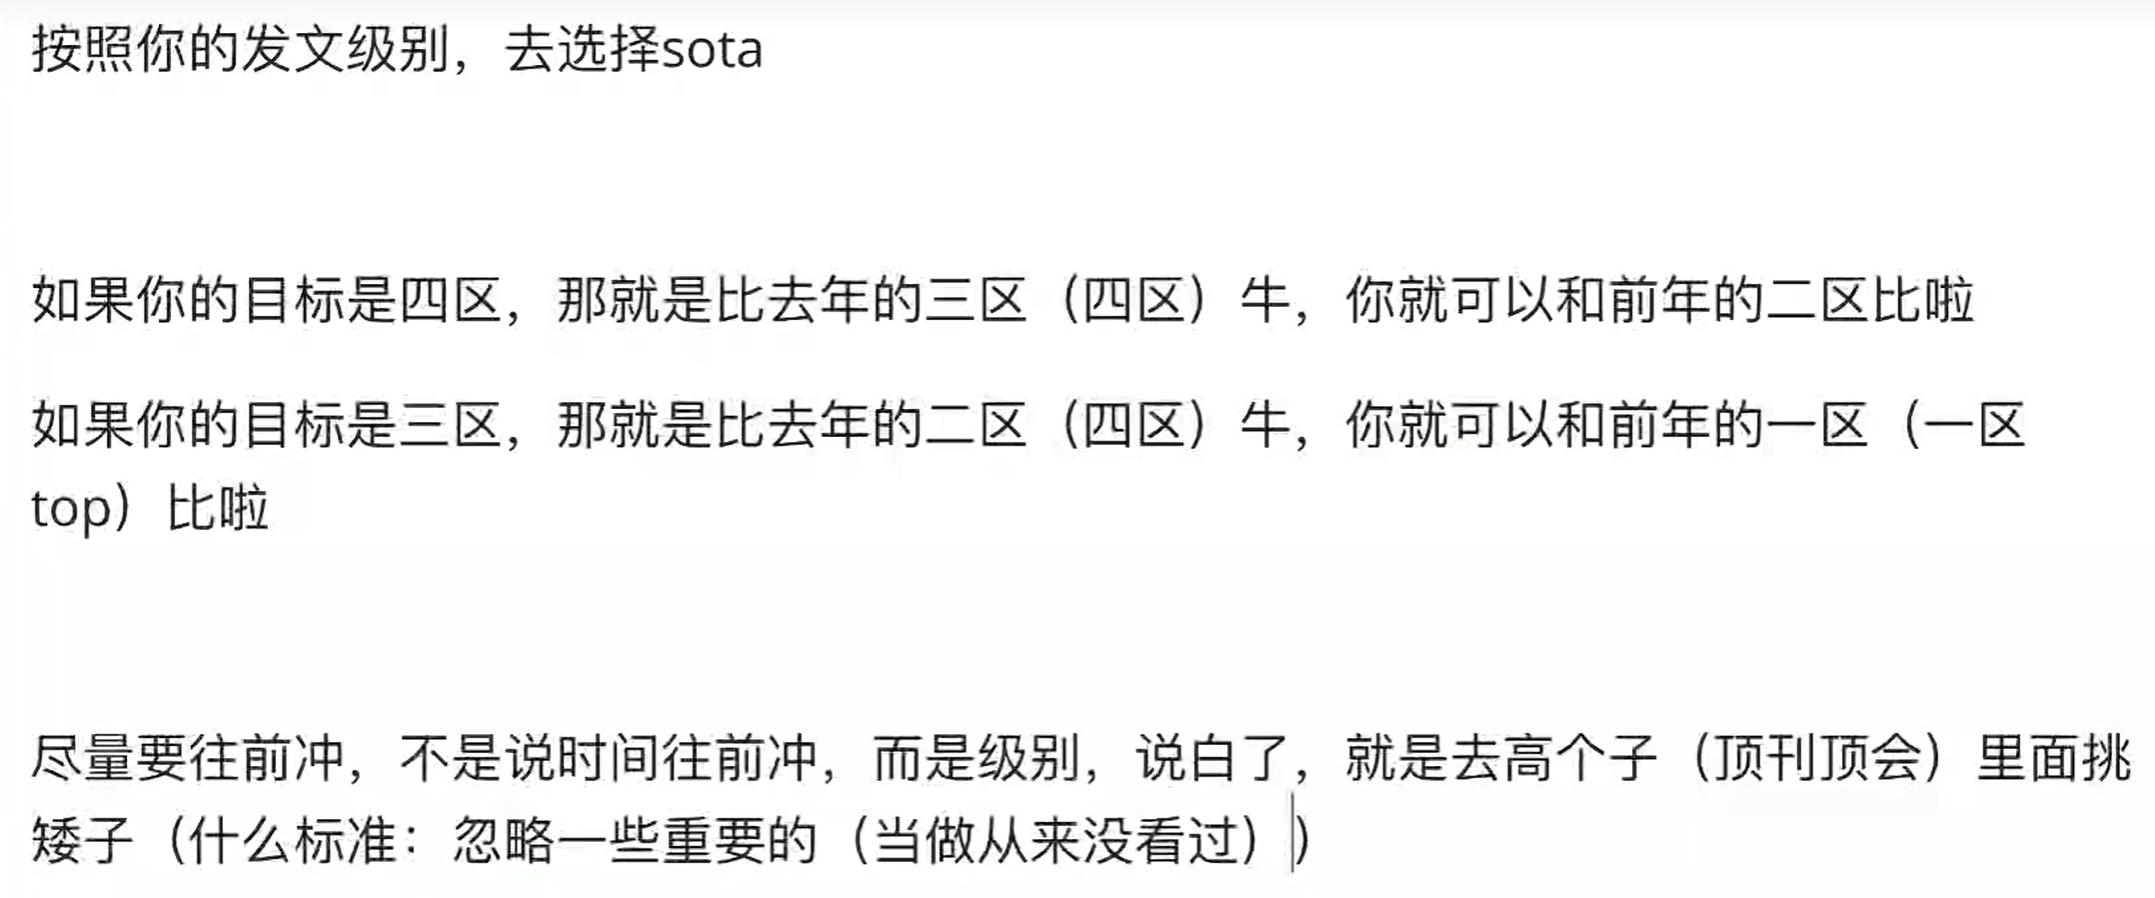 按照你的发文级别，去选择sota
如果你的目标是四区，那就是比去年的三区（四区）牛，你就可以和前年的二区比啦
如果你的目标是三区，那就是比去年的二区（四区）牛，你就可以和前年的一区（一区
top）比啦
尽量要往前冲，不是说时间往前冲，而是级别，说白了，就是去高个子（顶刊顶会）里面挑
矮子（什么标准：忽略一些重要的（当做从来没看过））